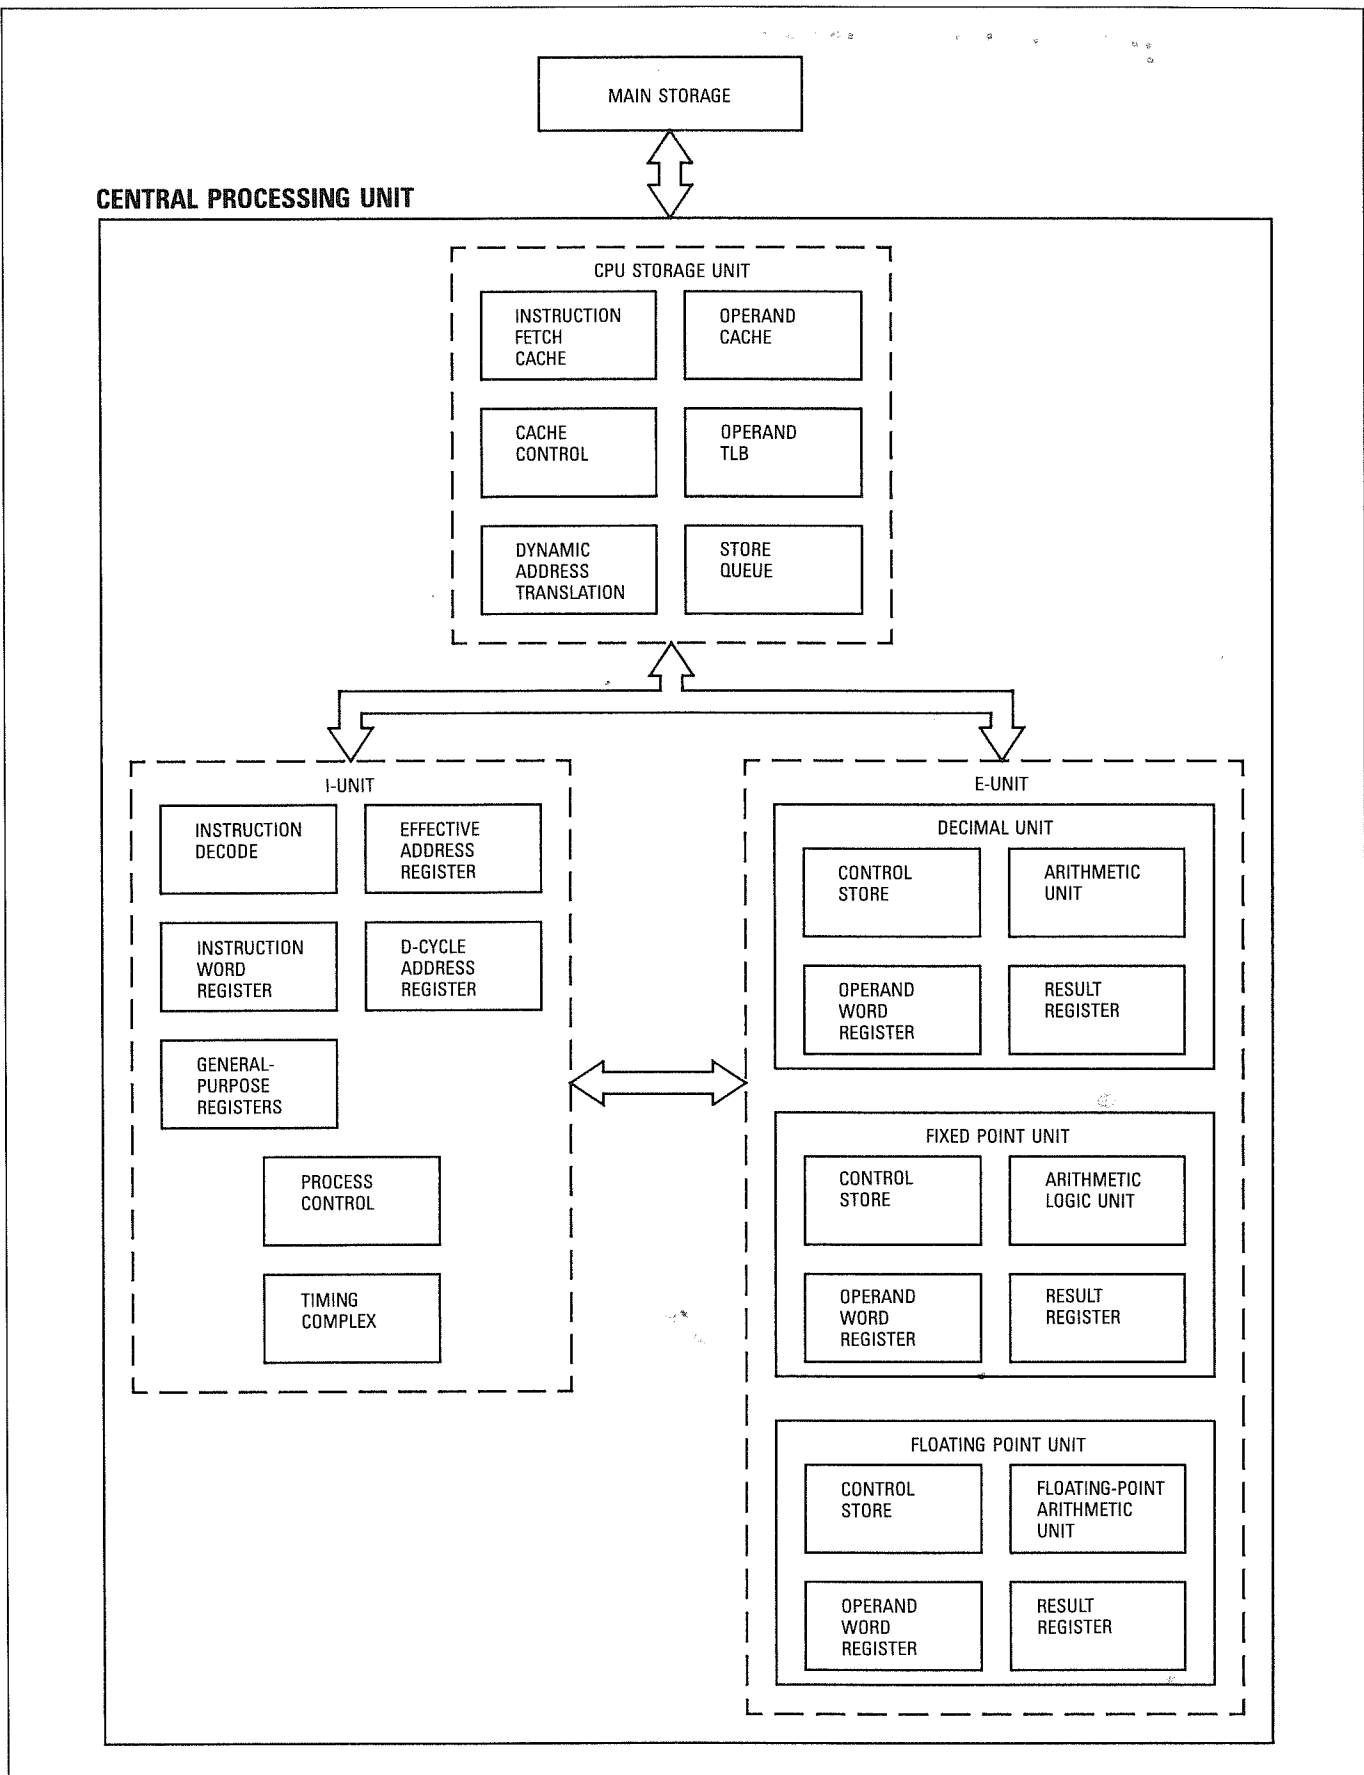 MAIN STORAGE
CENTRAL PROCESSING UNIT
CPU STORAGE UNIT
INSTRUCTION
FETCH
CACHE
OPERAND
CACHE
CACHE
CONTROL
OPERAND
TLB
DYNAMIC
ADDRESS
TRANSLATION
STORE
QUEUE
I-UNIT
INSTRUCTION
DECODE
EFFECTIVE
ADDRESS
REGISTER
INSTRUCTION
WORD
REGISTER
D-CYCLE
ADDRESS
REGISTER
GENERAL-
PURPOSE
REGISTERS
PROCESS
CONTROL
TIMING
COMPLEX
E-UNIT
DECIMAL UNIT
CONTROL
STORE
ARITHMETIC
UNIT
OPERAND
WORD
REGISTER
RESULT
REGISTER
FIXED POINT UNIT
CONTROL
STORE
ARITHMETIC
LOGIC UNIT
OPERAND
WORD
REGISTER
RESULT
REGISTER
FLOATING POINT UNIT
CONTROL
STORE
FLOATING-POINT
ARITHMETIC
UNIT
OPERAND
WORD
REGISTER
RESULT
REGISTER